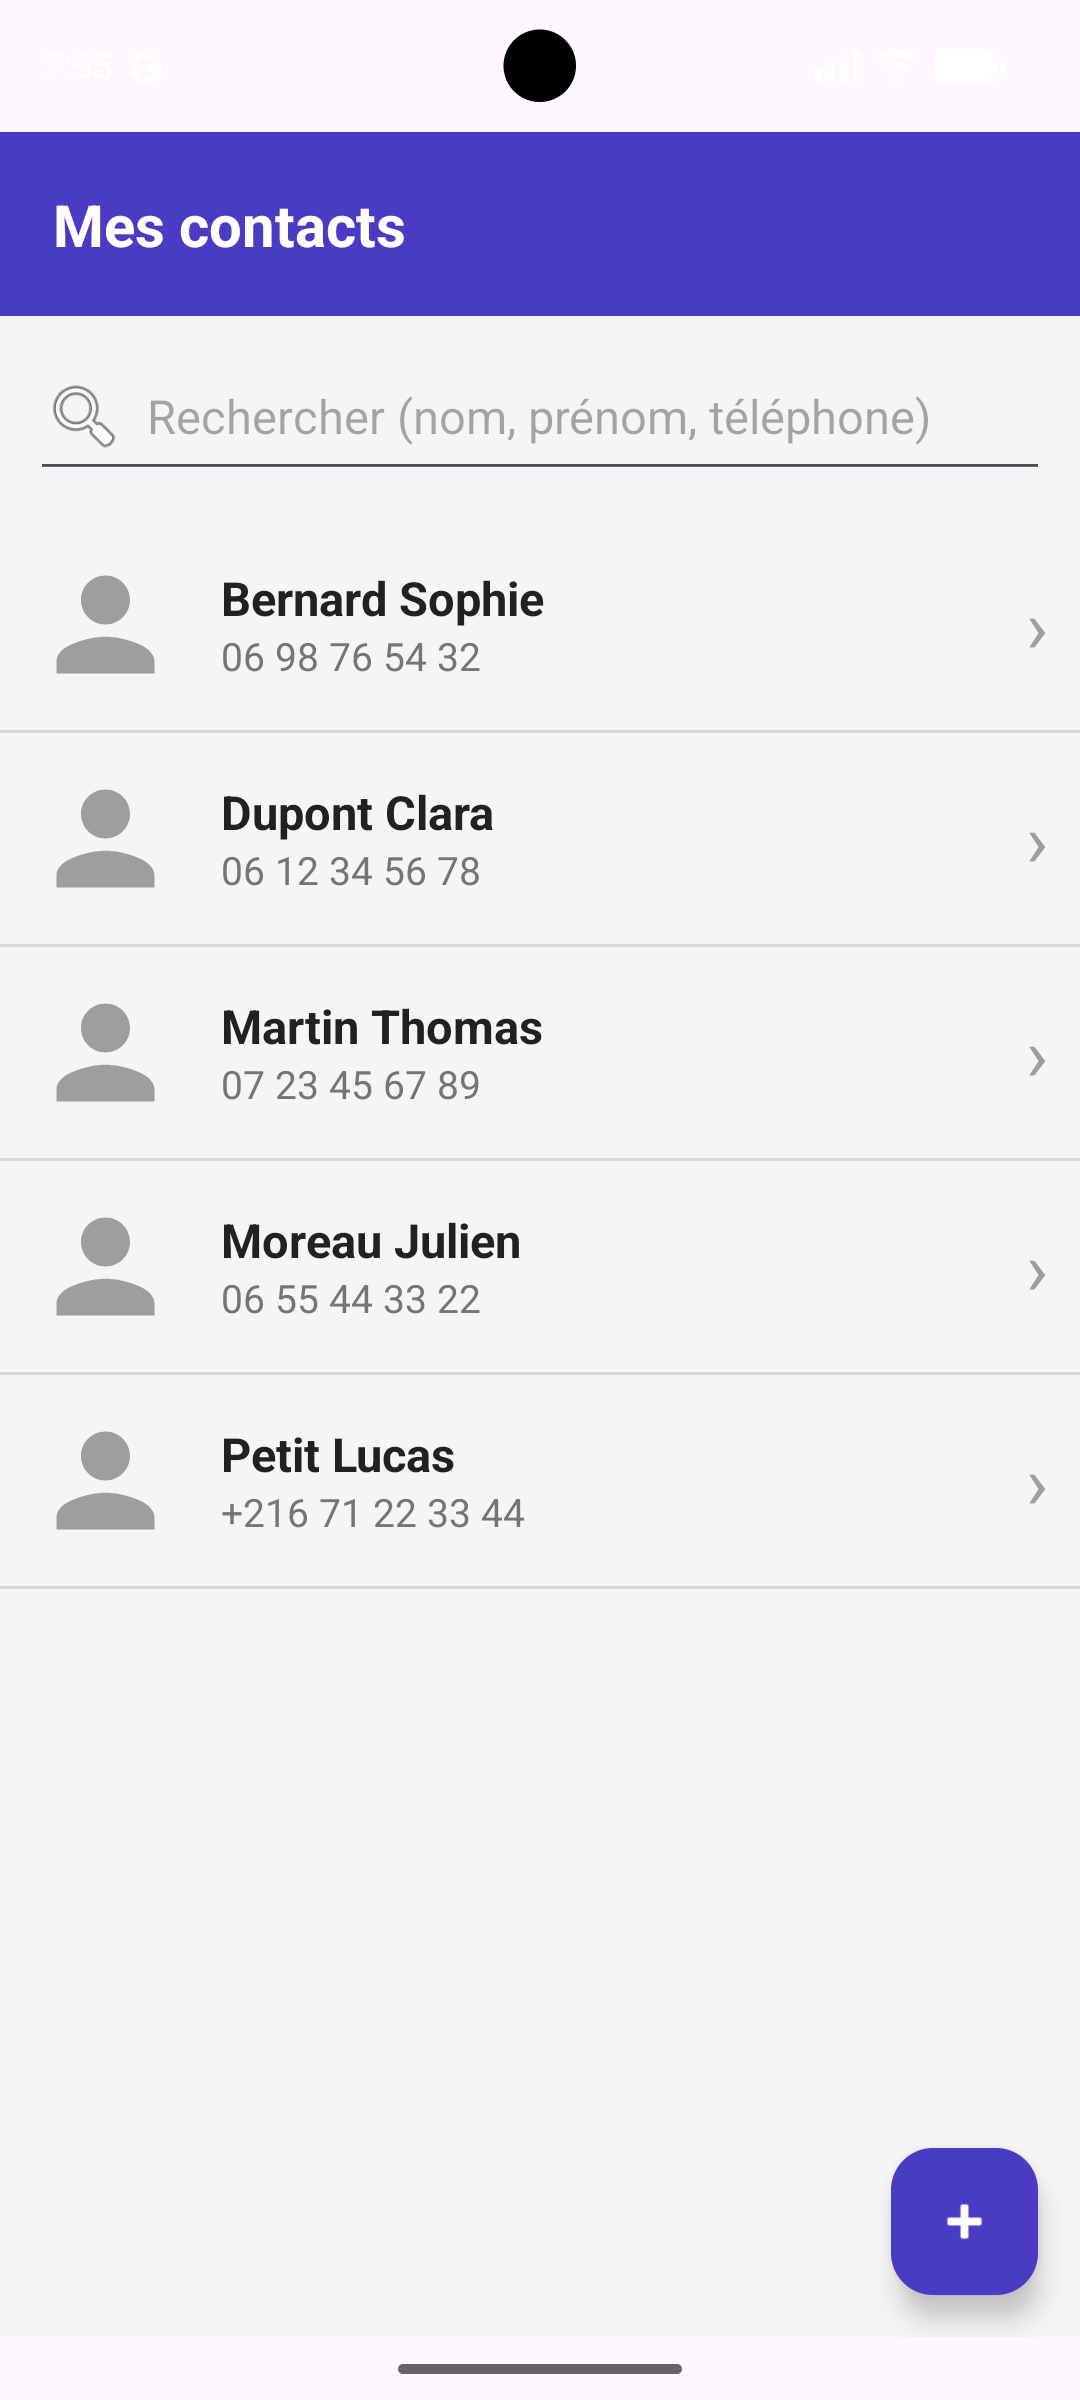 7:55 G
Mes contacts
Rechercher (nom, prénom, téléphone)
Bernard Sophie
06 98 76 54 32
Dupont Clara
06 12 34 56 78
Martin Thomas
07 23 45 67 89
Moreau Julien
06 55 44 33 22
Petit Lucas
+216 71 22 33 44